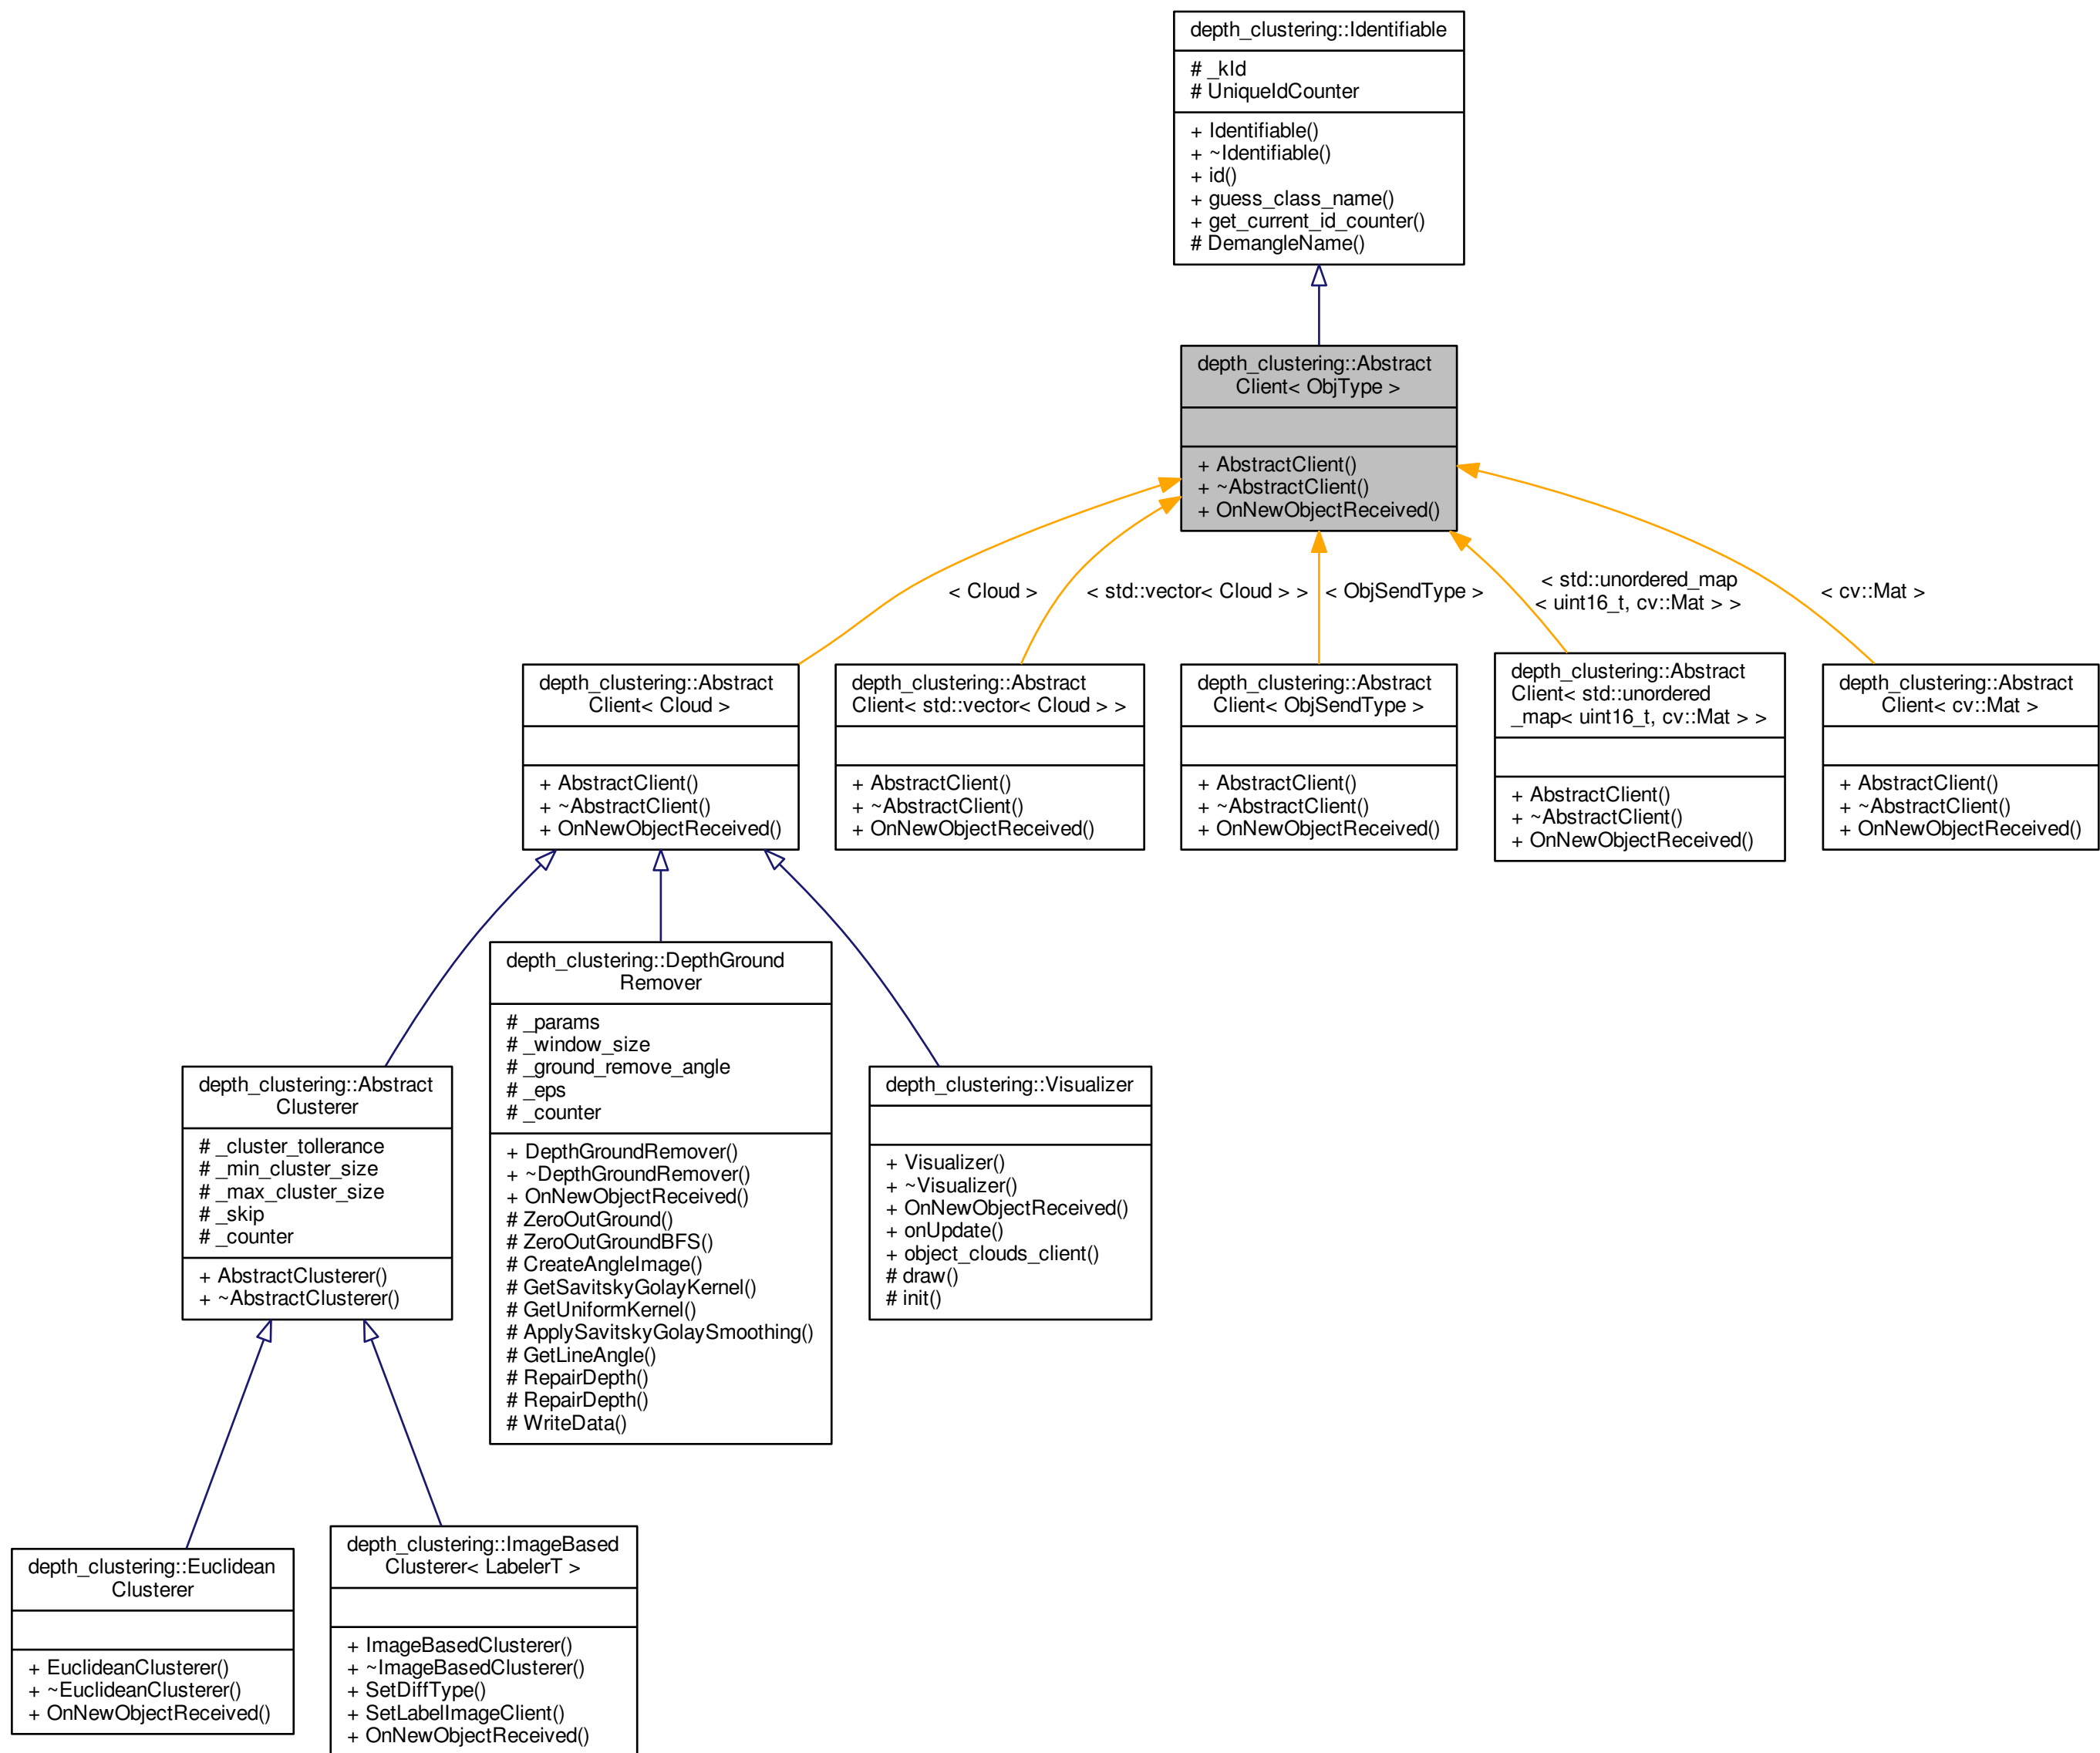 depth_clustering::Identifiable
# _kId
# UniqueIdCounter
+ Identifiable()
+ ~Identifiable()
+ id()
+ guess_class_name()
+ get_current_id_counter()
# DemangleName()
depth_clustering::Abstract
Client< ObjType >
+ AbstractClient()
+ ~AbstractClient()
+ OnNewObjectReceived()
< Cloud >
< std::vector< Cloud > >
< ObjSendType >
< std::unordered_map
< uint16_t, cv::Mat > >
< cv::Mat >
depth_clustering::Abstract
Client< Cloud >
+ AbstractClient()
+ ~AbstractClient()
+ OnNewObjectReceived()
depth_clustering::Abstract
Client< std::vector< Cloud > >
+ AbstractClient()
+ ~AbstractClient()
+ OnNewObjectReceived()
depth_clustering::Abstract
Client< ObjSendType >
+ AbstractClient()
+ ~AbstractClient()
+ OnNewObjectReceived()
depth_clustering::Abstract
Client< std::unordered
_map< uint16_t, cv::Mat > >
+ AbstractClient()
+ ~AbstractClient()
+ OnNewObjectReceived()
depth_clustering::Abstract
Client< cv::Mat >
+ AbstractClient()
+ ~AbstractClient()
+ OnNewObjectReceived()
depth_clustering::Abstract
Clusterer
# _cluster_tollerance
# _min_cluster_size
# _max_cluster_size
# _skip
# _counter
+ AbstractClusterer()
+ ~AbstractClusterer()
depth_clustering::DepthGround
Remover
# _params
# _window_size
# _ground_remove_angle
# _eps
# _counter
+ DepthGroundRemover()
+ ~DepthGroundRemover()
+ OnNewObjectReceived()
# ZeroOutGround()
# ZeroOutGroundBFS()
# CreateAngleImage()
# GetSavitskyGolayKernel()
# GetUniformKernel()
# ApplySavitskyGolaySmoothing()
# GetLineAngle()
# RepairDepth()
# RepairDepth()
# WriteData()
depth_clustering::Visualizer
+ Visualizer()
+ ~Visualizer()
+ OnNewObjectReceived()
+ onUpdate()
+ object_clouds_client()
# draw()
# init()
depth_clustering::Euclidean
Clusterer
+ EuclideanClusterer()
+ ~EuclideanClusterer()
+ OnNewObjectReceived()
depth_clustering::ImageBased
Clusterer< LabelerT >
+ ImageBasedClusterer()
+ ~ImageBasedClusterer()
+ SetDiffType()
+ SetLabelImageClient()
+ OnNewObjectReceived()